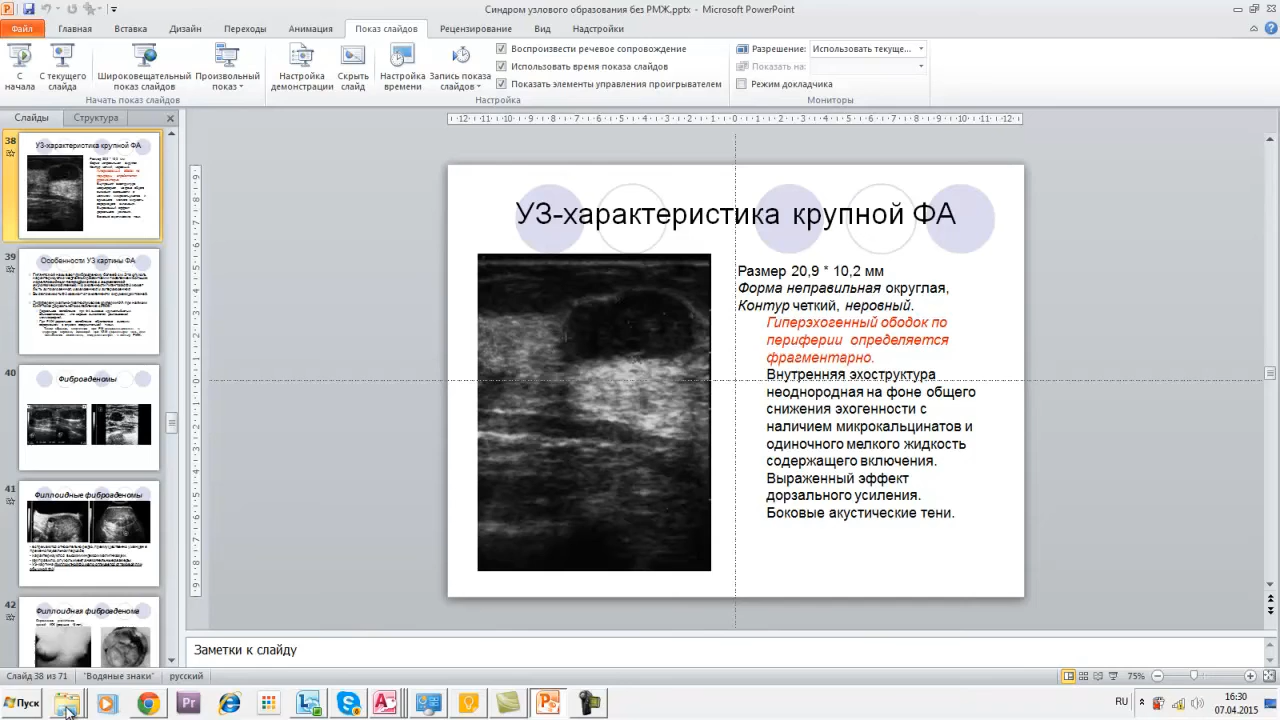 Синдром узлового образования без РМЖ.pptx - Microsoft PowerPoint
Файл Главная Вставка Дизайн Переходы Анимация Показ слайдов Рецензирование Вид Надстройки
С начала
С текущего слайда
Широковещательный показ слайдов
Произвольный показ
Начать показ слайдов
Настройка демонстрации
Скрыть слайд
Настройка времени
Запись показа слайдов
Воспроизвести речевое сопровождение
Использовать время показа слайдов
Показать элементы управления проигрывателем
Настройка
Разрешение: Использовать текуще...
Показать на:
Режим докладчика
Мониторы
Слайды Структура
38
УЗ-характеристика крупной ФА
39
Особенности УЗ картины ФА
40
Фиброаденомы
41
Филлоидные фиброаденомы
42
Филлоидная фиброаденома
УЗ-характеристика крупной ФА
Размер 20,9 * 10,2 мм
Форма неправильная округлая,
Контур четкий, неровный.
Гиперэхогенный ободок по
периферии определяется
фрагментарно.
Внутренняя эхоструктура
неоднородная на фоне общего
снижения эхогенности с
наличием микрокальцинатов и
одиночного мелкого жидкость
содержащего включения.
Выраженный эффект
дорзального усиления.
Боковые акустические тени.
Заметки к слайду
Слайд 38 из 71 "Водяные знаки" русский 75%
Пуск
RU
16:30
07.04.2015